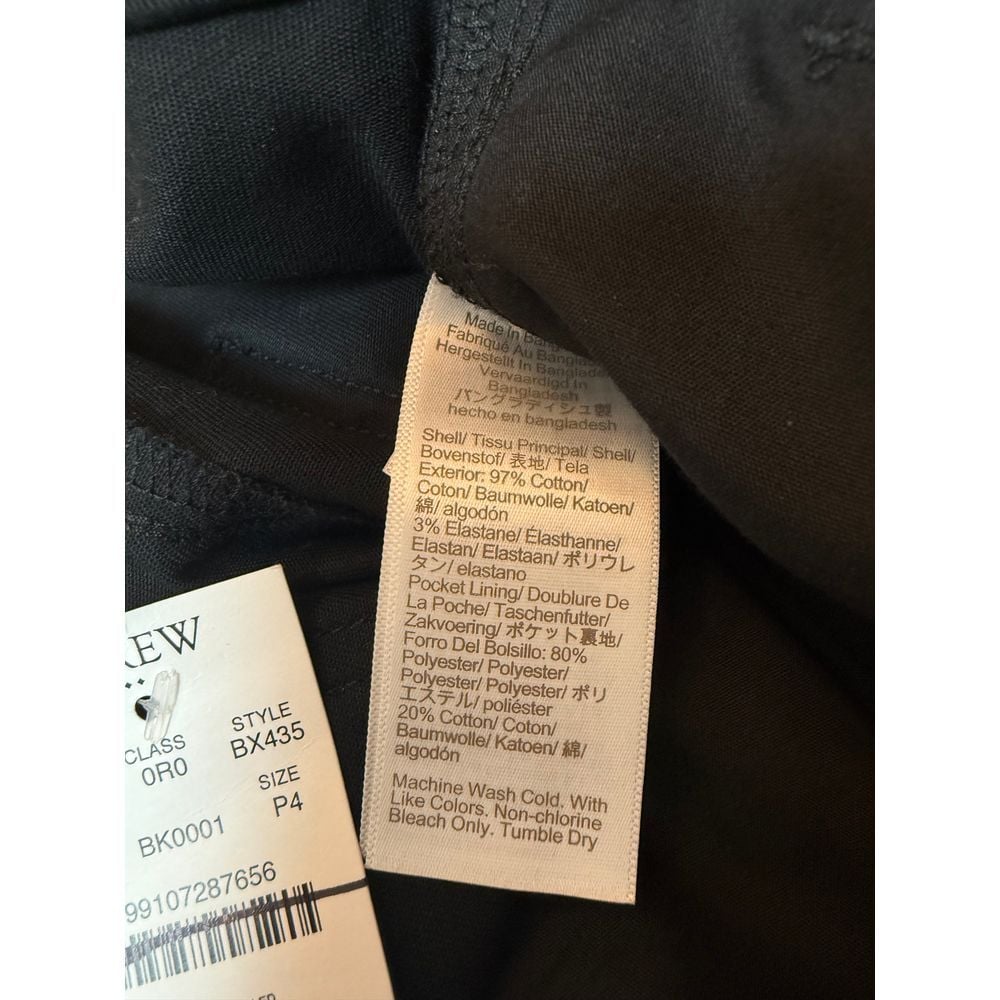 Made In
Fabriqué Au
Hergestellt In
Vervaardigd In
Bangladesh
バングラディシュ製
hecho en bangladesh
Shell/ Tissu Principal/ Shell/
Bovenstof/ 表地/ Tela
Exterior: 97% Cotton/
Coton/ Baumwolle/ Katoen/
綿/ algodón
3% Elastane/ Élasthanne/
Elastan/ Elastaan/ ポリウレ
タン/ elastano
Pocket Lining/ Doublure De
La Poche/ Taschenfutter/
Zakvoering/ ポケット裏地/
Forro Del Bolsillo: 80%
Polyester/ Polyester/
Polyester/ Polyester/ ポリ
エステル/ poliéster
20% Cotton/ Coton/
Baumwolle/ Katoen/ 綿/
algodón
Machine Wash Cold. With
Like Colors. Non-chlorine
Bleach Only. Tumble Dry
REW
CLASS STYLE
0R0 BX435
SIZE
P4
BK0001
99107287656